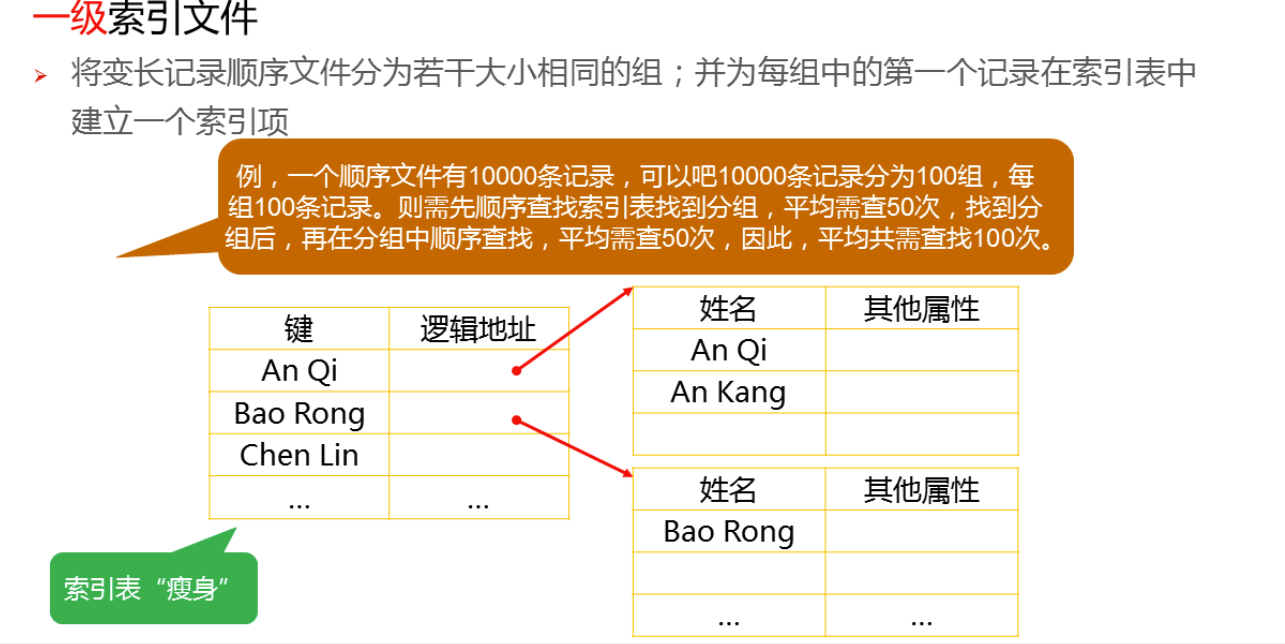 一级索引文件
➢ 将变长记录顺序文件分为若干大小相同的组；并为每组中的第一个记录在索引表中
建立一个索引项
例，一个顺序文件有10000条记录，可以吧10000条记录分为100组，每
组100条记录。则需先顺序查找索引表找到分组，平均需查50次，找到分
组后，再在分组中顺序查找，平均需查50次，因此，平均共需查找100次。
键 逻辑地址
An Qi
Bao Rong
Chen Lin
... ...
姓名 其他属性
An Qi
An Kang
姓名 其他属性
Bao Rong
... ...
索引表“瘦身”